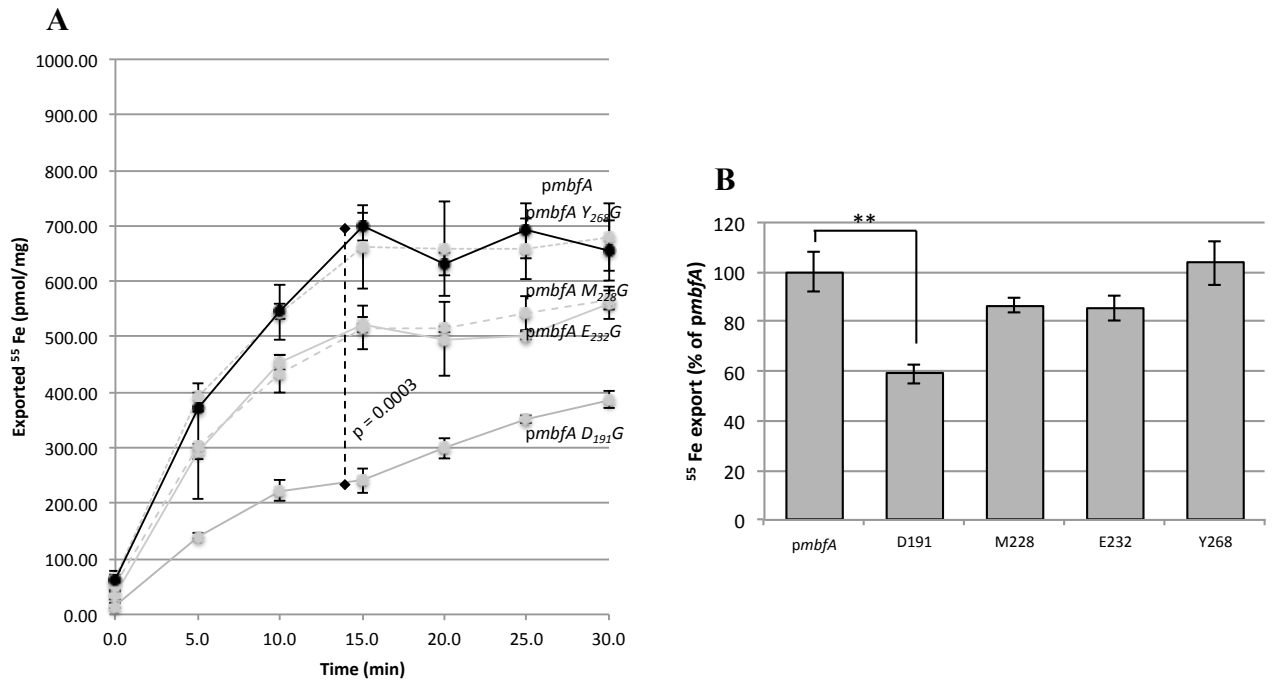 A
1000.00
900.00
800.00
700.00
600.00
500.00
400.00
300.00
200.00
100.00
0.00
Exported ⁵⁵ Fe (pmol/mg)
0.0 5.0 10.0 15.0 20.0 25.0 30.0
Time (min)
pmbfA
pmbfA Y₂₆₈G
pmbfA M₂₂₈G
pmbfA E₂₃₂G
pmbfA D₁₉₁G
p = 0.0003
B
120
100
80
60
40
20
0
⁵⁵ Fe export (% of pmbfA)
**
pmbfA D191 M228 E232 Y268